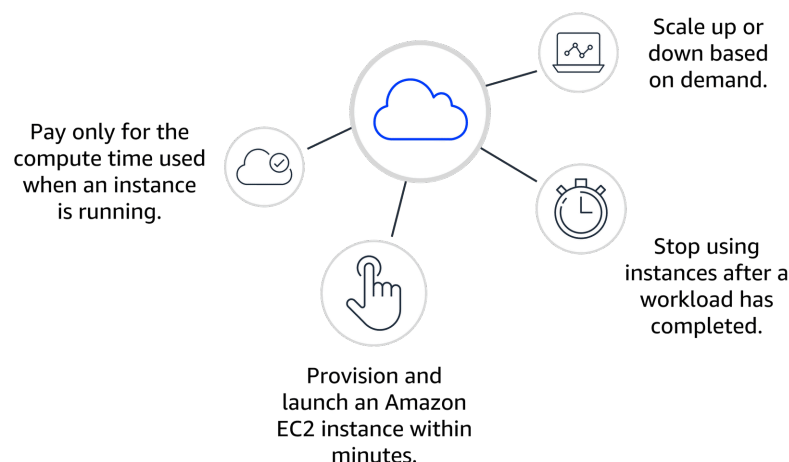 Scale up or
down based
on demand.
Pay only for the
compute time used
when an instance
is running.
Stop using
instances after a
workload has
completed.
Provision and
launch an Amazon
EC2 instance within
minutes.